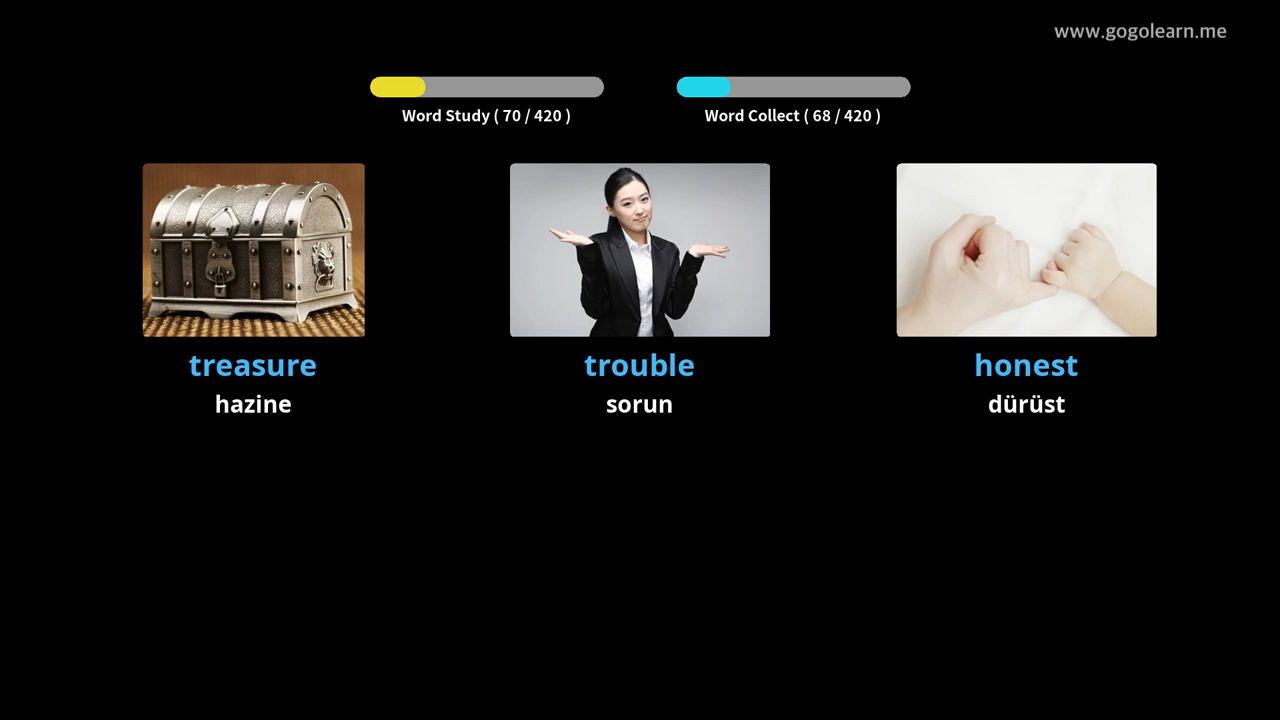 www.gogolearn.me
Word Study ( 70 / 420 )
Word Collect ( 68 / 420 )
treasure
hazine
trouble
sorun
honest
dürüst